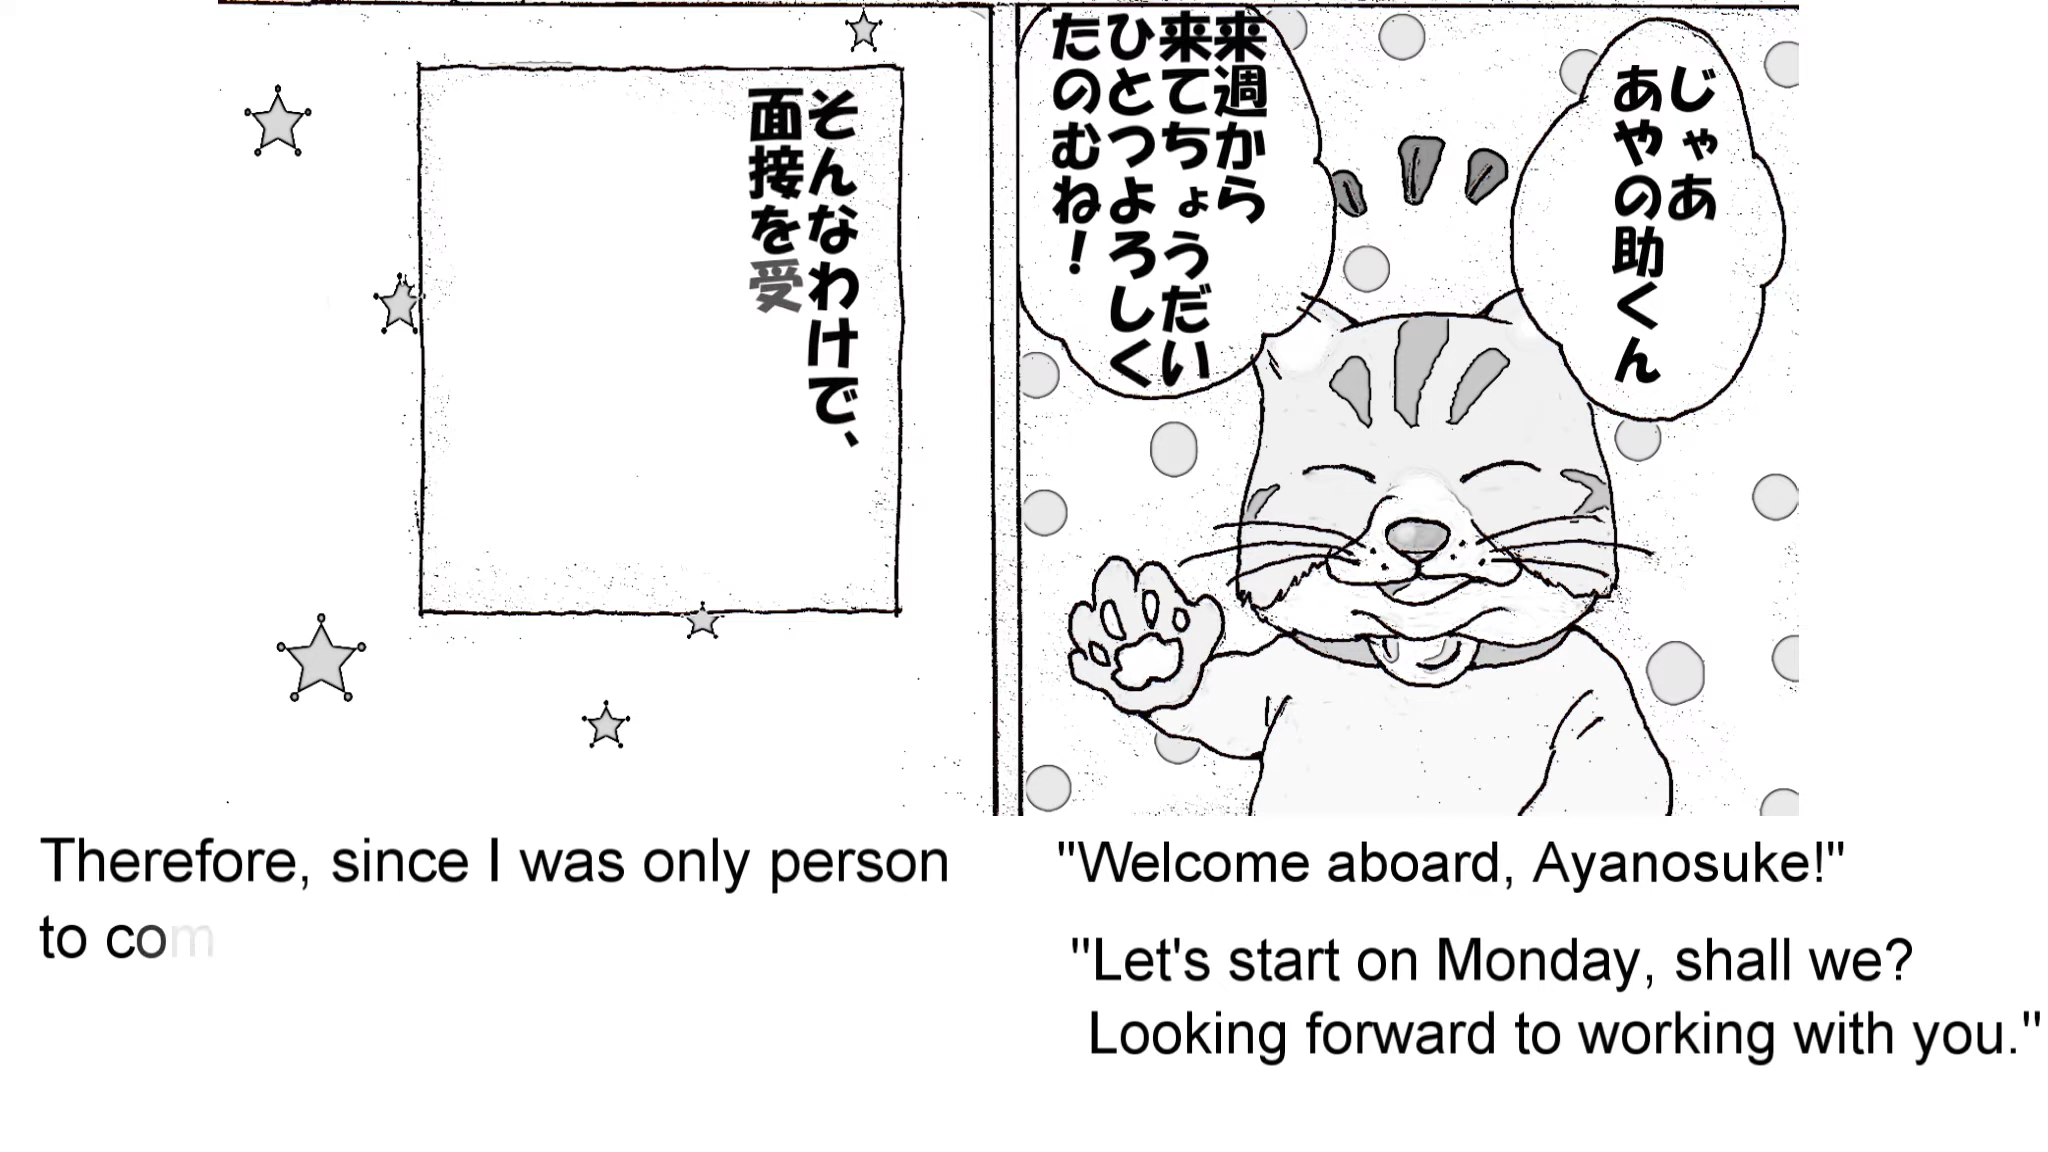 じゃあ
あやの助くん
来週から
来てちょうだい
ひとつよろしく
たのむね！
そんなわけで、
面接を受
"Welcome aboard, Ayanosuke!"
"Let's start on Monday, shall we?
Looking forward to working with you."
Therefore, since I was only person
to com